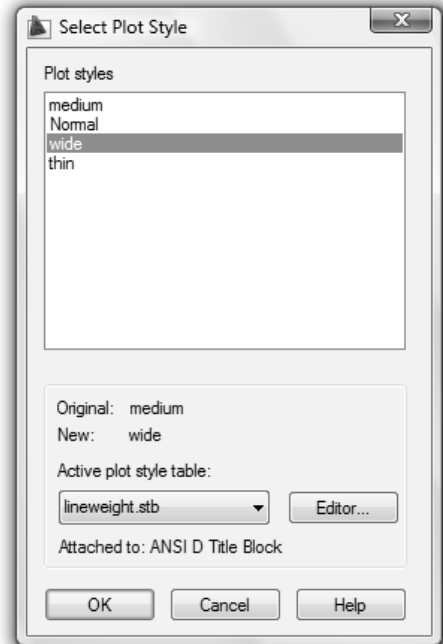 Select Plot Style
Plot styles
medium
Normal
wide
thin
Original: medium
New: wide
Active plot style table:
lineweight.stb
Editor...
Attached to: ANSI D Title Block
OK
Cancel
Help